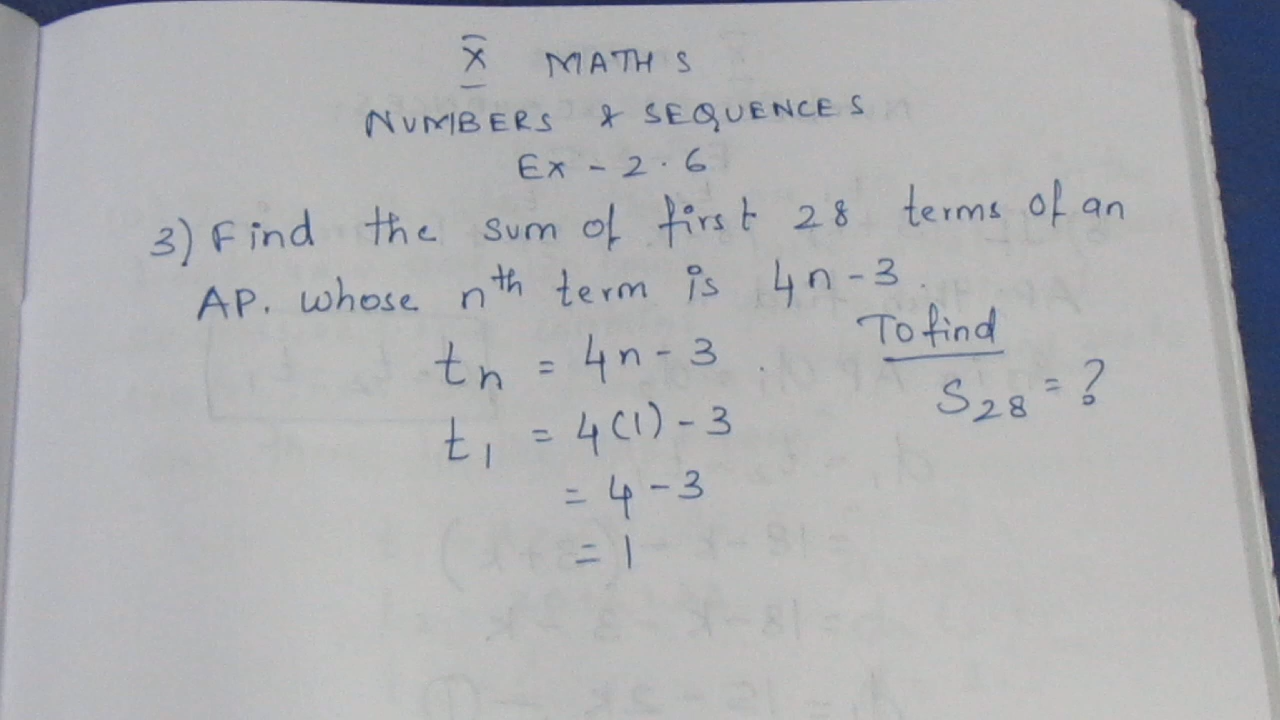 X MATHS
NUMBERS & SEQUENCES
Ex - 2.6
3) Find the sum of first 28 terms of an
AP. whose nth term is 4n-3.
To find
tn = 4n-3.
S28 = ?
t1 = 4(1)-3
= 4-3
= 1